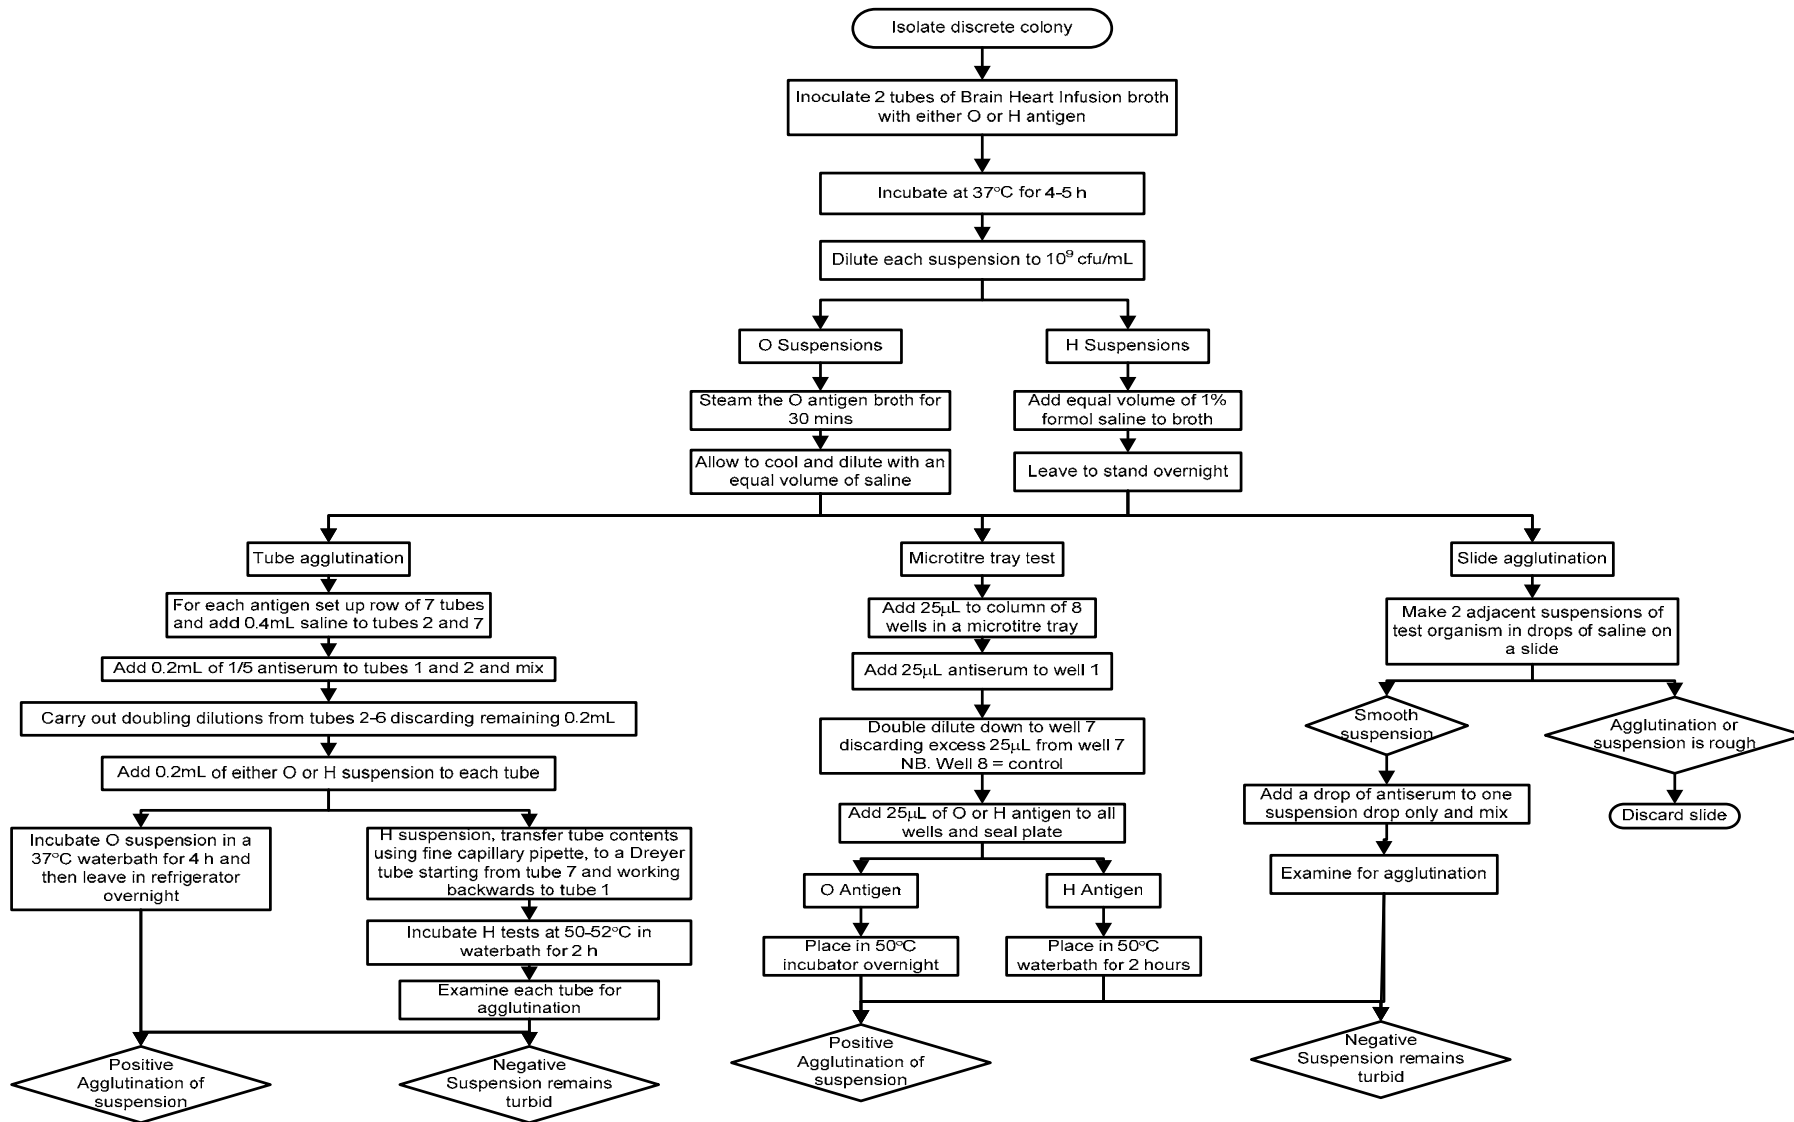 Isolate discrete colony
Inoculate 2 tubes of Brain Heart Infusion broth
with either O or H antigen
Incubate at 37°C for 4-5 h
Dilute each suspension to 10⁹ cfu/mL
O Suspensions
H Suspensions
Steam the O antigen broth for
30 mins
Add equal volume of 1%
formol saline to broth
Allow to cool and dilute with an
equal volume of saline
Leave to stand overnight
Tube agglutination
Microtitre tray test
Slide agglutination
For each antigen set up row of 7 tubes
and add 0.4mL saline to tubes 2 and 7
Add 0.2mL of 1/5 antiserum to tubes 1 and 2 and mix
Carry out doubling dilutions from tubes 2-6 discarding remaining 0.2mL
Add 0.2mL of either O or H suspension to each tube
Incubate O suspension in a
37°C waterbath for 4 h and
then leave in refrigerator
overnight
H suspension, transfer tube contents
using fine capillary pipette, to a Dreyer
tube starting from tube 7 and working
backwards to tube 1
Incubate H tests at 50-52°C in
waterbath for 2 h
Examine each tube for
agglutination
Positive
Agglutination of
suspension
Negative
Suspension remains
turbid
Add 25µL to column of 8
wells in a microtitre tray
Add 25µL antiserum to well 1
Double dilute down to well 7
discarding excess 25µL from well 7
NB. Well 8 = control
Add 25µL of O or H antigen to all
wells and seal plate
O Antigen
H Antigen
Place in 50°C
incubator overnight
Place in 50°C
waterbath for 2 hours
Positive
Agglutination of
suspension
Make 2 adjacent suspensions of
test organism in drops of saline on
a slide
Smooth
suspension
Agglutination or
suspension is rough
Add a drop of antiserum to one
suspension drop only and mix
Discard slide
Examine for agglutination
Negative
Suspension remains
turbid